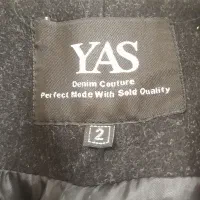 YAS
Denim Couture
Perfect Made With Sold Quality
2